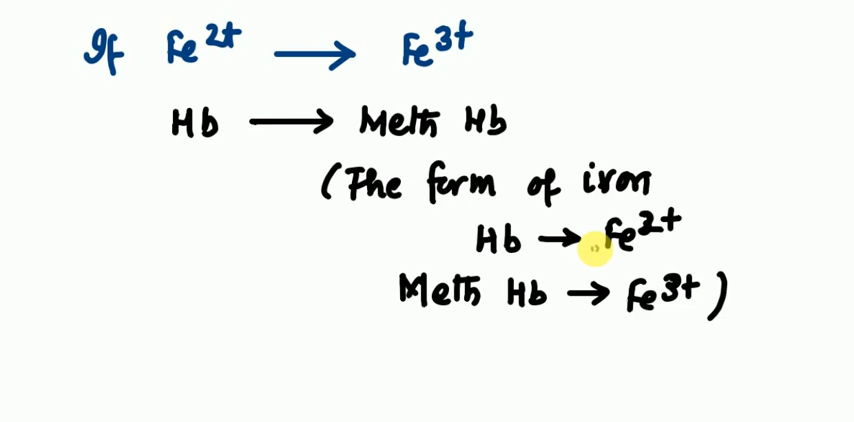 If Fe2+ → Fe3+
Hb → Meth Hb
(The form of iron
Hb → Fe2+
Meth Hb → Fe3+)